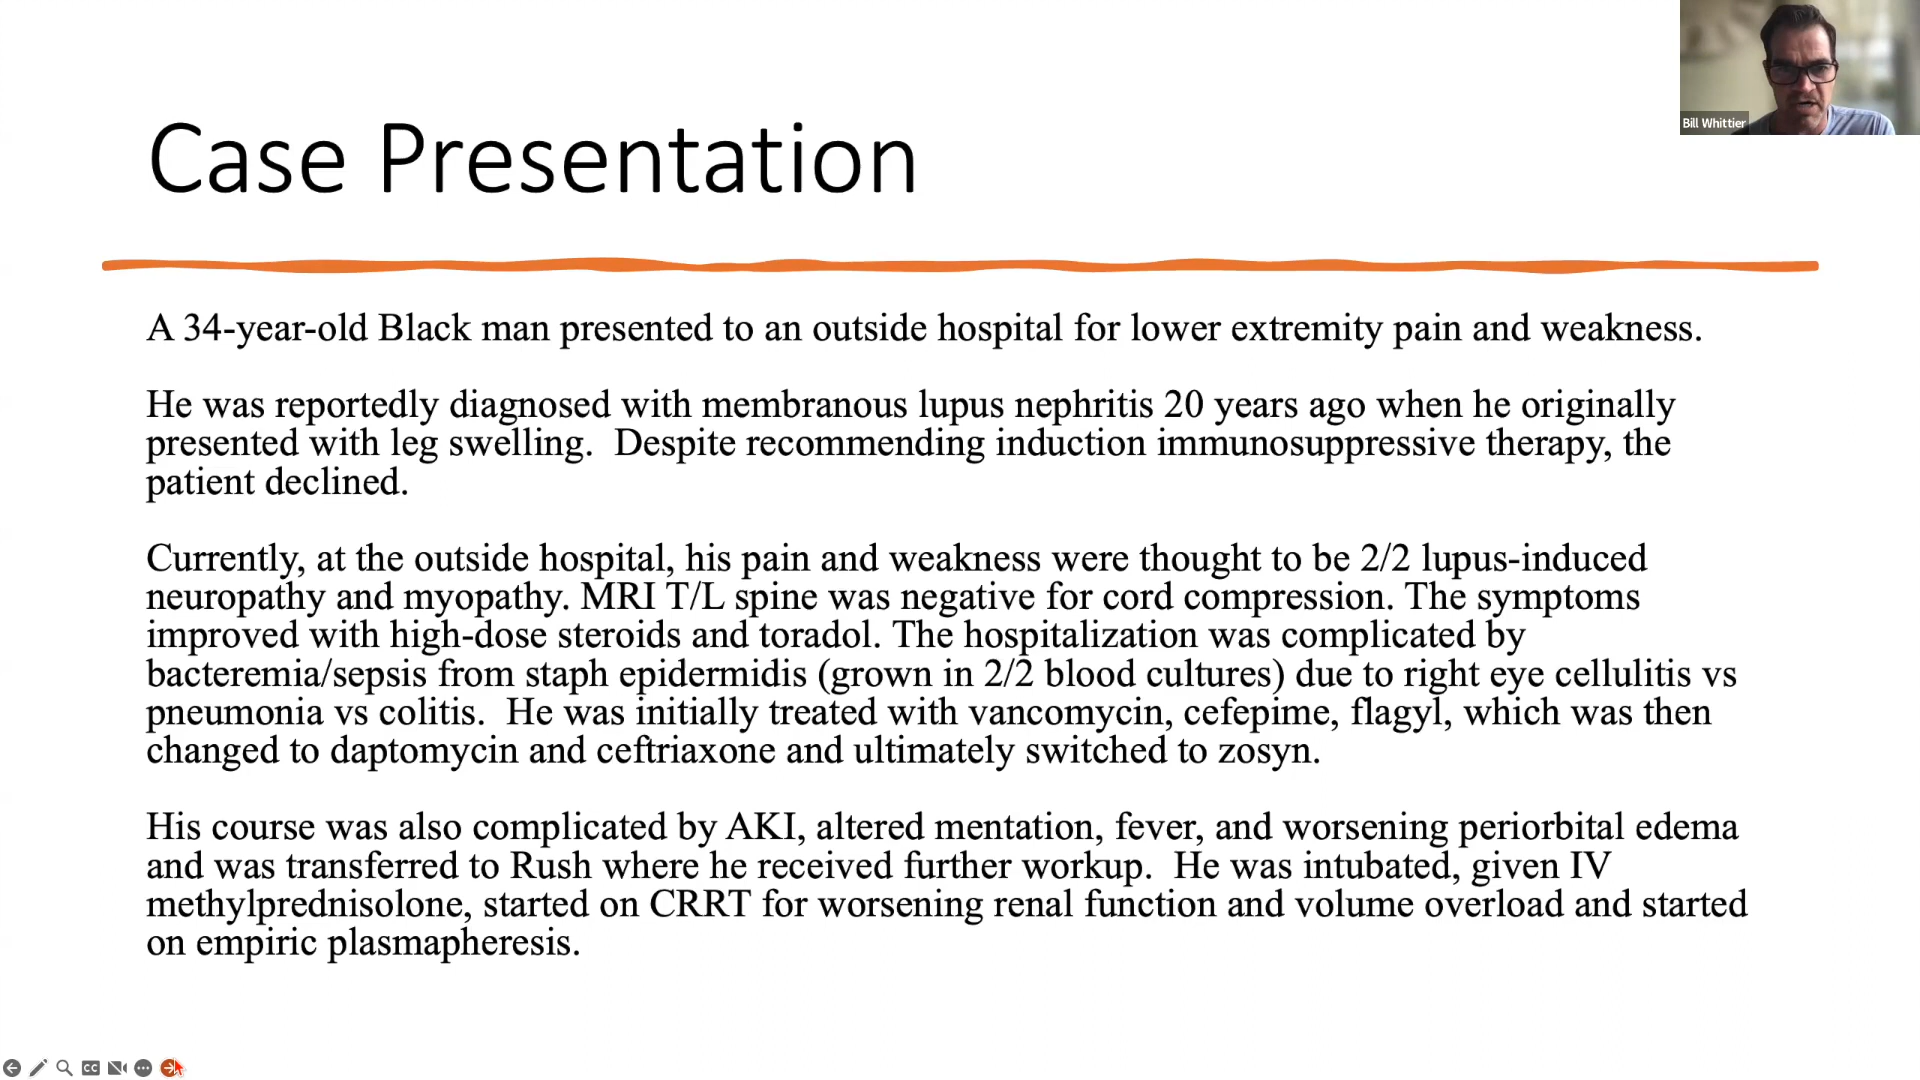 Bill Whittier
Case Presentation
A 34-year-old Black man presented to an outside hospital for lower extremity pain and weakness.
He was reportedly diagnosed with membranous lupus nephritis 20 years ago when he originally
presented with leg swelling.  Despite recommending induction immunosuppressive therapy, the
patient declined.
Currently, at the outside hospital, his pain and weakness were thought to be 2/2 lupus-induced
neuropathy and myopathy. MRI T/L spine was negative for cord compression. The symptoms
improved with high-dose steroids and toradol. The hospitalization was complicated by
bacteremia/sepsis from staph epidermidis (grown in 2/2 blood cultures) due to right eye cellulitis vs
pneumonia vs colitis.  He was initially treated with vancomycin, cefepime, flagyl, which was then
changed to daptomycin and ceftriaxone and ultimately switched to zosyn.
His course was also complicated by AKI, altered mentation, fever, and worsening periorbital edema
and was transferred to Rush where he received further workup.  He was intubated, given IV
methylprednisolone, started on CRRT for worsening renal function and volume overload and started
on empiric plasmapheresis.
CC